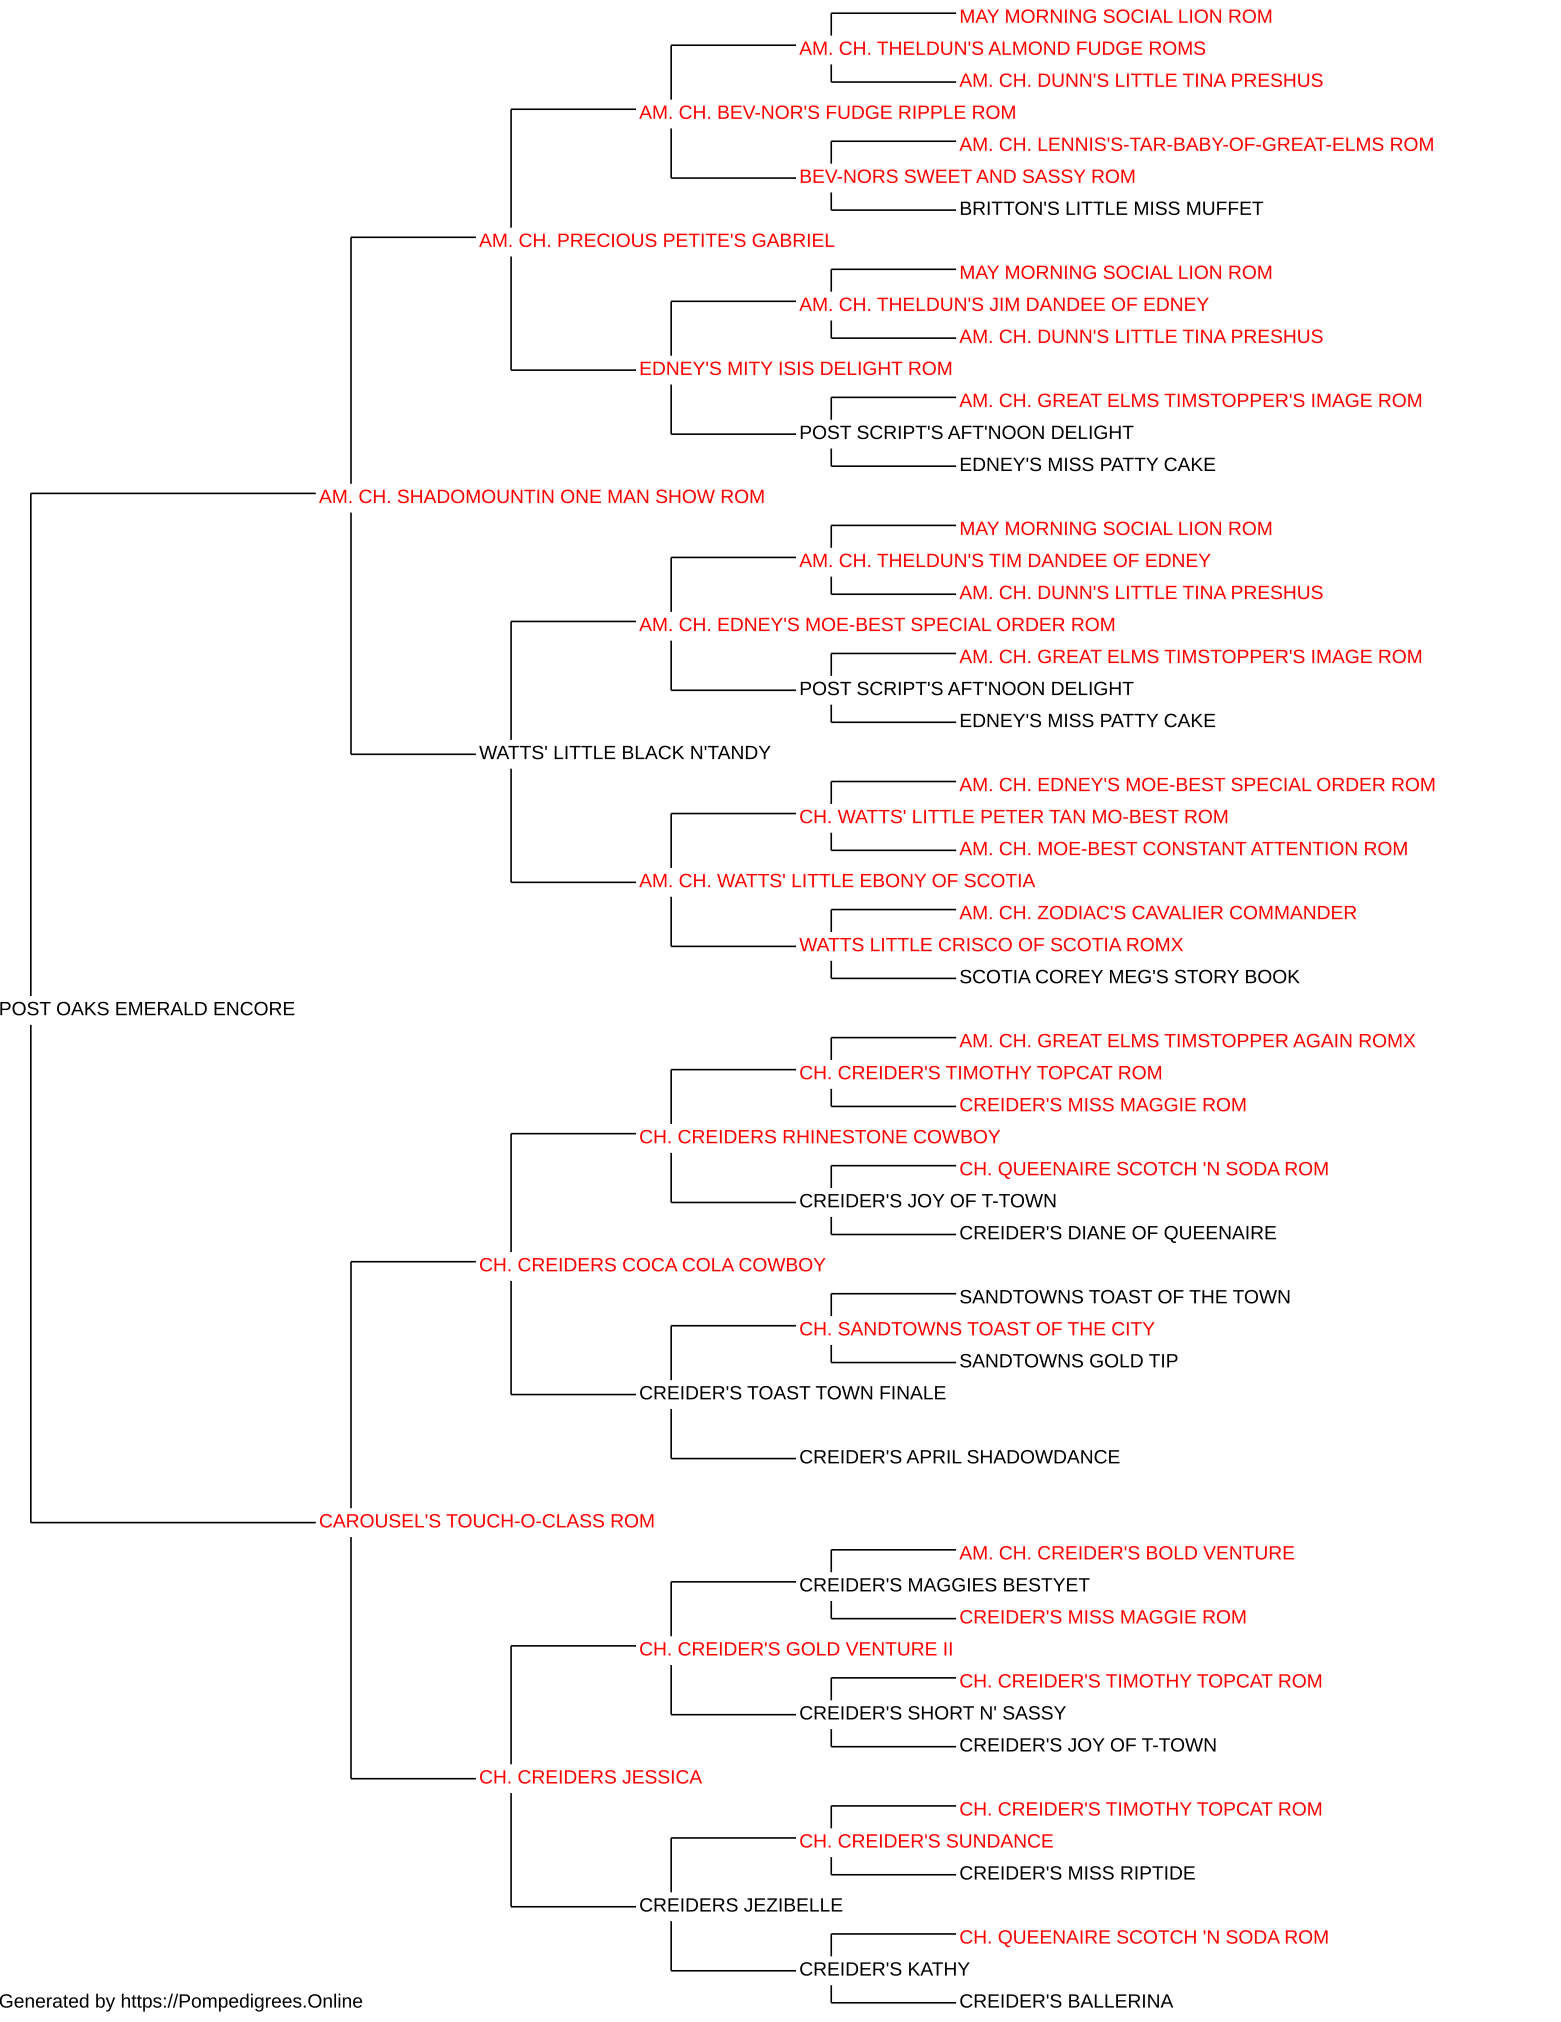 MAY MORNING SOCIAL LION ROM
AM. CH. THELDUN'S ALMOND FUDGE ROMS
AM. CH. DUNN'S LITTLE TINA PRESHUS
AM. CH. BEV-NOR'S FUDGE RIPPLE ROM
AM. CH. LENNIS'S-TAR-BABY-OF-GREAT-ELMS ROM
BEV-NORS SWEET AND SASSY ROM
BRITTON'S LITTLE MISS MUFFET
AM. CH. PRECIOUS PETITE'S GABRIEL
MAY MORNING SOCIAL LION ROM
AM. CH. THELDUN'S JIM DANDEE OF EDNEY
AM. CH. DUNN'S LITTLE TINA PRESHUS
EDNEY'S MITY ISIS DELIGHT ROM
AM. CH. GREAT ELMS TIMSTOPPER'S IMAGE ROM
POST SCRIPT'S AFT'NOON DELIGHT
EDNEY'S MISS PATTY CAKE
AM. CH. SHADOMOUNTIN ONE MAN SHOW ROM
MAY MORNING SOCIAL LION ROM
AM. CH. THELDUN'S TIM DANDEE OF EDNEY
AM. CH. DUNN'S LITTLE TINA PRESHUS
AM. CH. EDNEY'S MOE-BEST SPECIAL ORDER ROM
AM. CH. GREAT ELMS TIMSTOPPER'S IMAGE ROM
POST SCRIPT'S AFT'NOON DELIGHT
EDNEY'S MISS PATTY CAKE
WATTS' LITTLE BLACK N'TANDY
AM. CH. EDNEY'S MOE-BEST SPECIAL ORDER ROM
CH. WATTS' LITTLE PETER TAN MO-BEST ROM
AM. CH. MOE-BEST CONSTANT ATTENTION ROM
AM. CH. WATTS' LITTLE EBONY OF SCOTIA
AM. CH. ZODIAC'S CAVALIER COMMANDER
WATTS LITTLE CRISCO OF SCOTIA ROMX
SCOTIA COREY MEG'S STORY BOOK
POST OAKS EMERALD ENCORE
AM. CH. GREAT ELMS TIMSTOPPER AGAIN ROMX
CH. CREIDER'S TIMOTHY TOPCAT ROM
CREIDER'S MISS MAGGIE ROM
CH. CREIDERS RHINESTONE COWBOY
CH. QUEENAIRE SCOTCH 'N SODA ROM
CREIDER'S JOY OF T-TOWN
CREIDER'S DIANE OF QUEENAIRE
CH. CREIDERS COCA COLA COWBOY
SANDTOWNS TOAST OF THE TOWN
CH. SANDTOWNS TOAST OF THE CITY
SANDTOWNS GOLD TIP
CREIDER'S TOAST TOWN FINALE
CREIDER'S APRIL SHADOWDANCE
CAROUSEL'S TOUCH-O-CLASS ROM
AM. CH. CREIDER'S BOLD VENTURE
CREIDER'S MAGGIES BESTYET
CREIDER'S MISS MAGGIE ROM
CH. CREIDER'S GOLD VENTURE II
CH. CREIDER'S TIMOTHY TOPCAT ROM
CREIDER'S SHORT N' SASSY
CREIDER'S JOY OF T-TOWN
CH. CREIDERS JESSICA
CH. CREIDER'S TIMOTHY TOPCAT ROM
CH. CREIDER'S SUNDANCE
CREIDER'S MISS RIPTIDE
CREIDERS JEZIBELLE
CH. QUEENAIRE SCOTCH 'N SODA ROM
CREIDER'S KATHY
CREIDER'S BALLERINA
Generated by https://Pompedigrees.Online